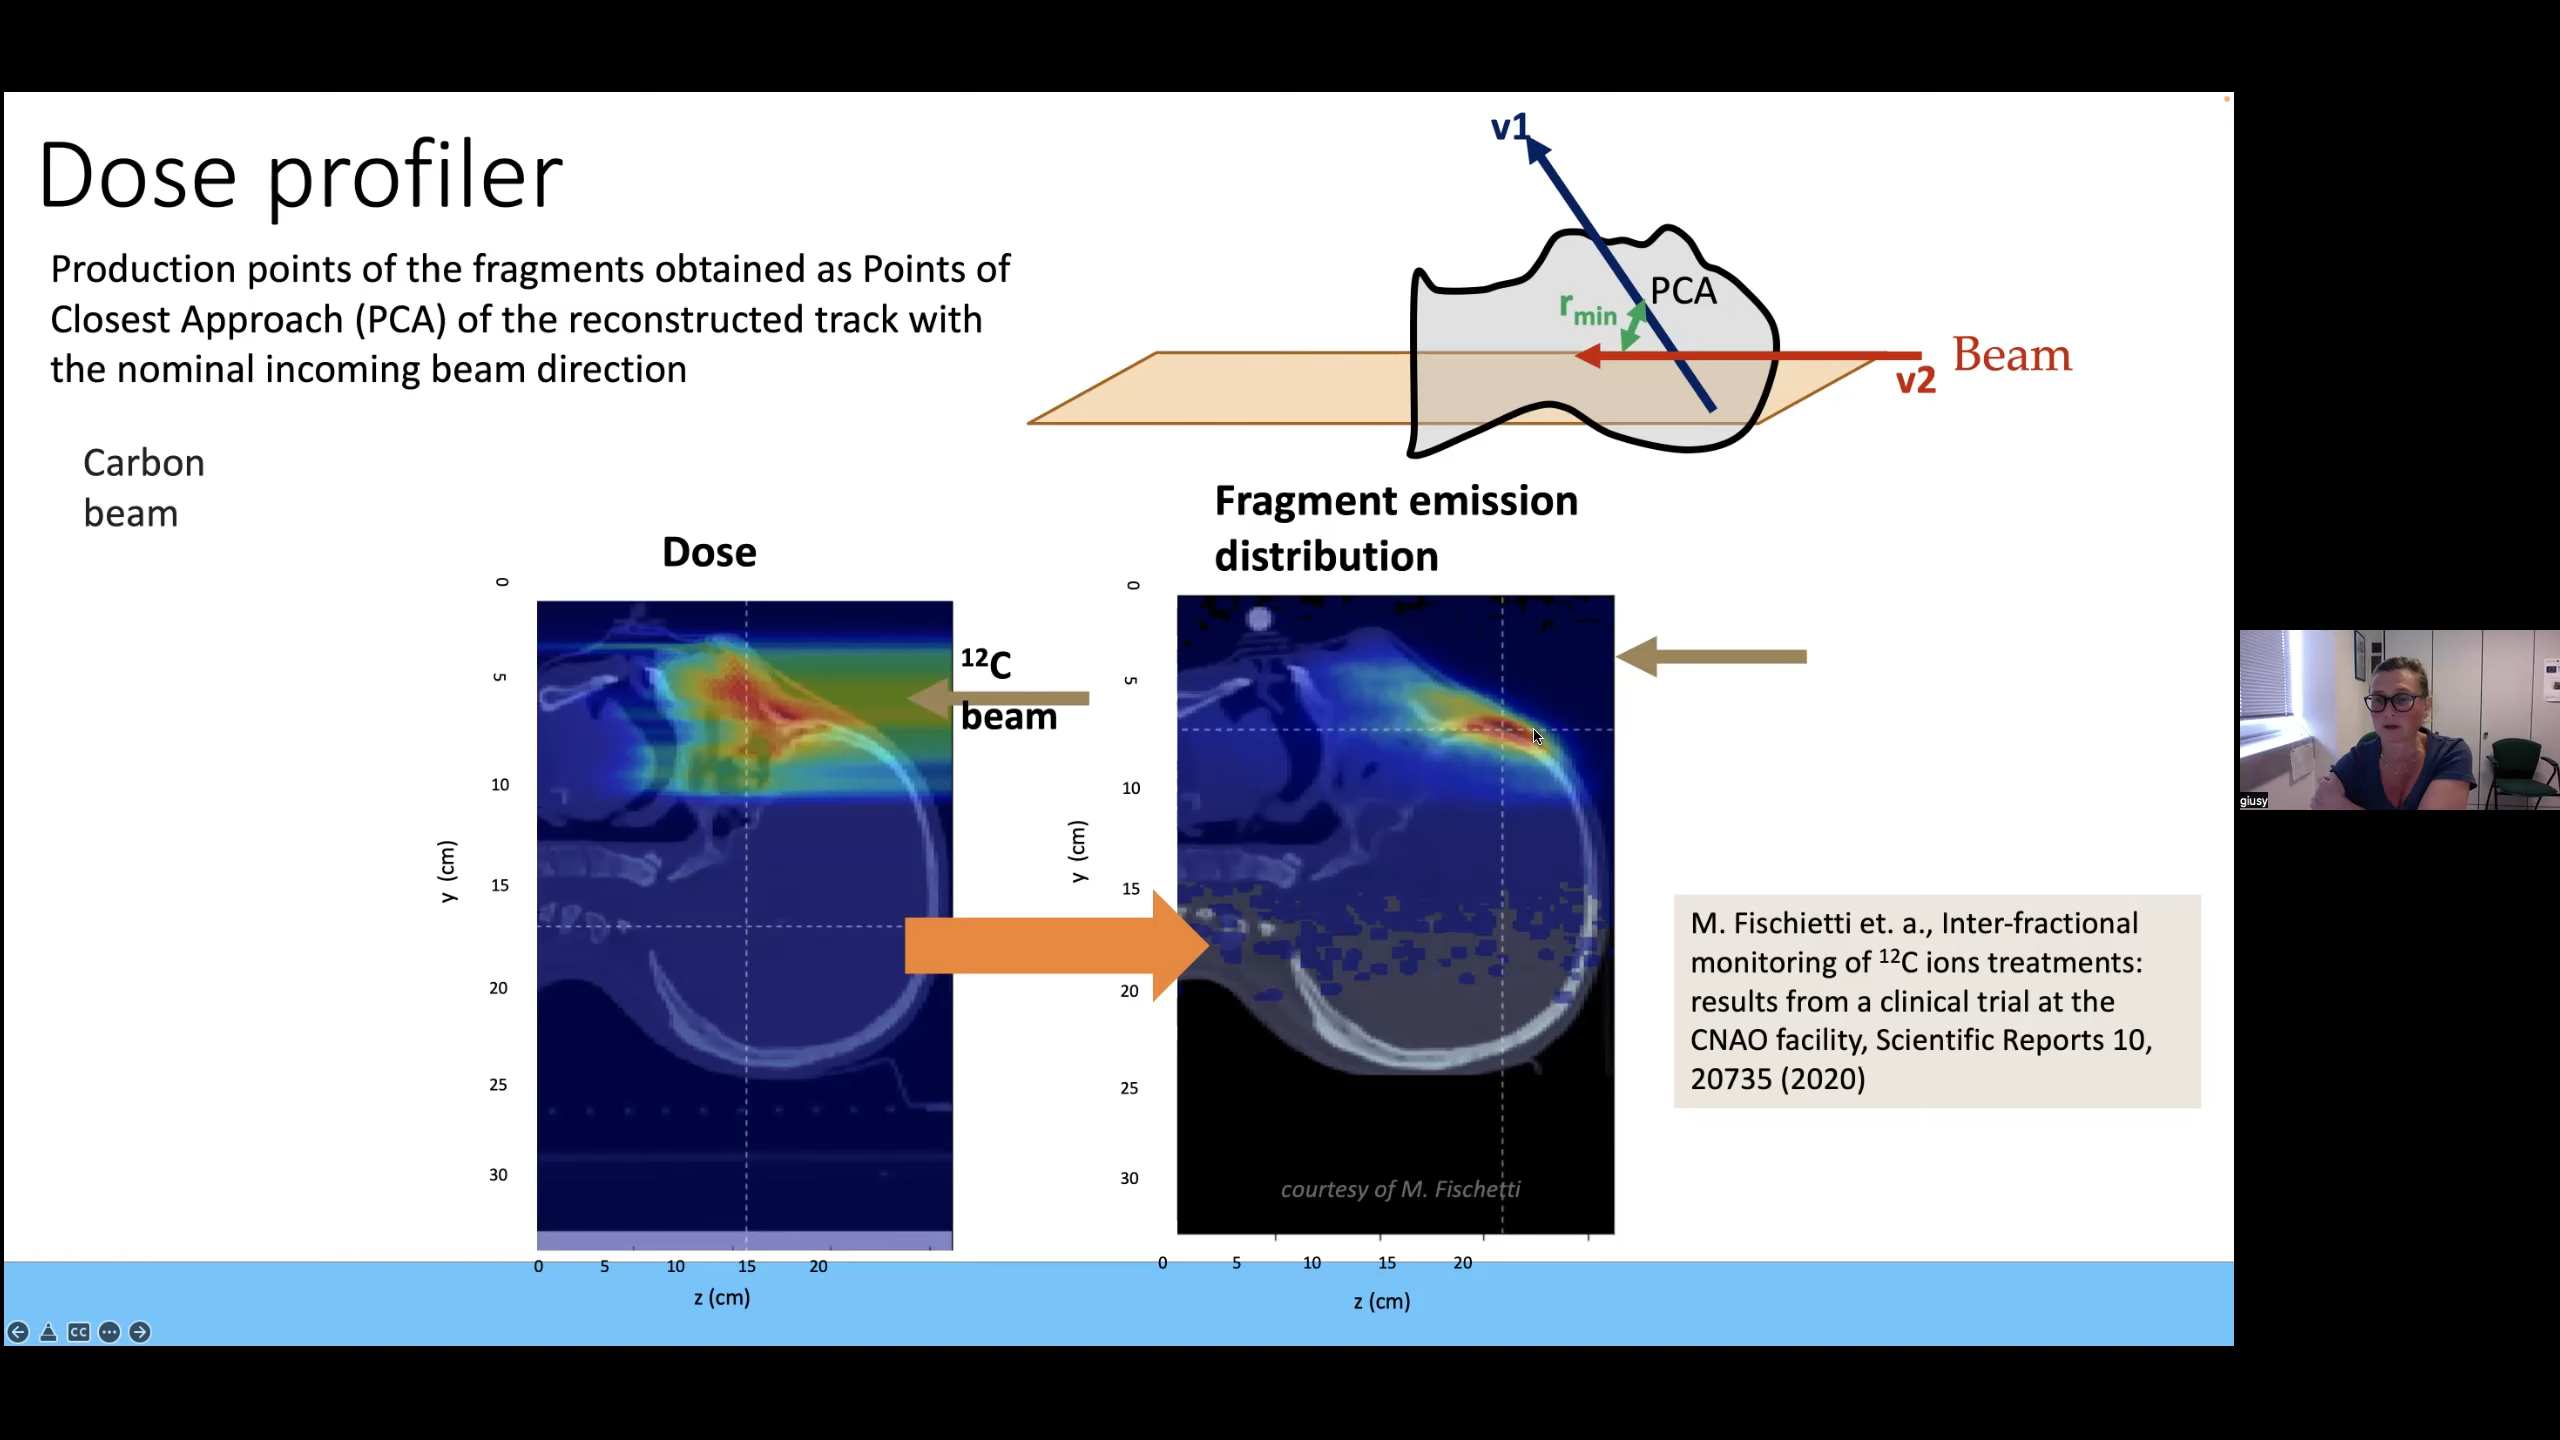 Dose profiler
Production points of the fragments obtained as Points of
Closest Approach (PCA) of the reconstructed track with
the nominal incoming beam direction
v1
PCA
rmin
Beam
v2
Carbon
beam
Dose
0
5
10
15
20
25
30
y (cm)
0
5
10
15
20
z (cm)
12C
beam
Fragment emission
distribution
0
5
10
15
20
25
30
y (cm)
courtesy of M. Fischetti
0
5
10
15
20
z (cm)
M. Fischietti et. a., Inter-fractional
monitoring of 12C ions treatments:
results from a clinical trial at the
CNAO facility, Scientific Reports 10,
20735 (2020)
giusy
CC